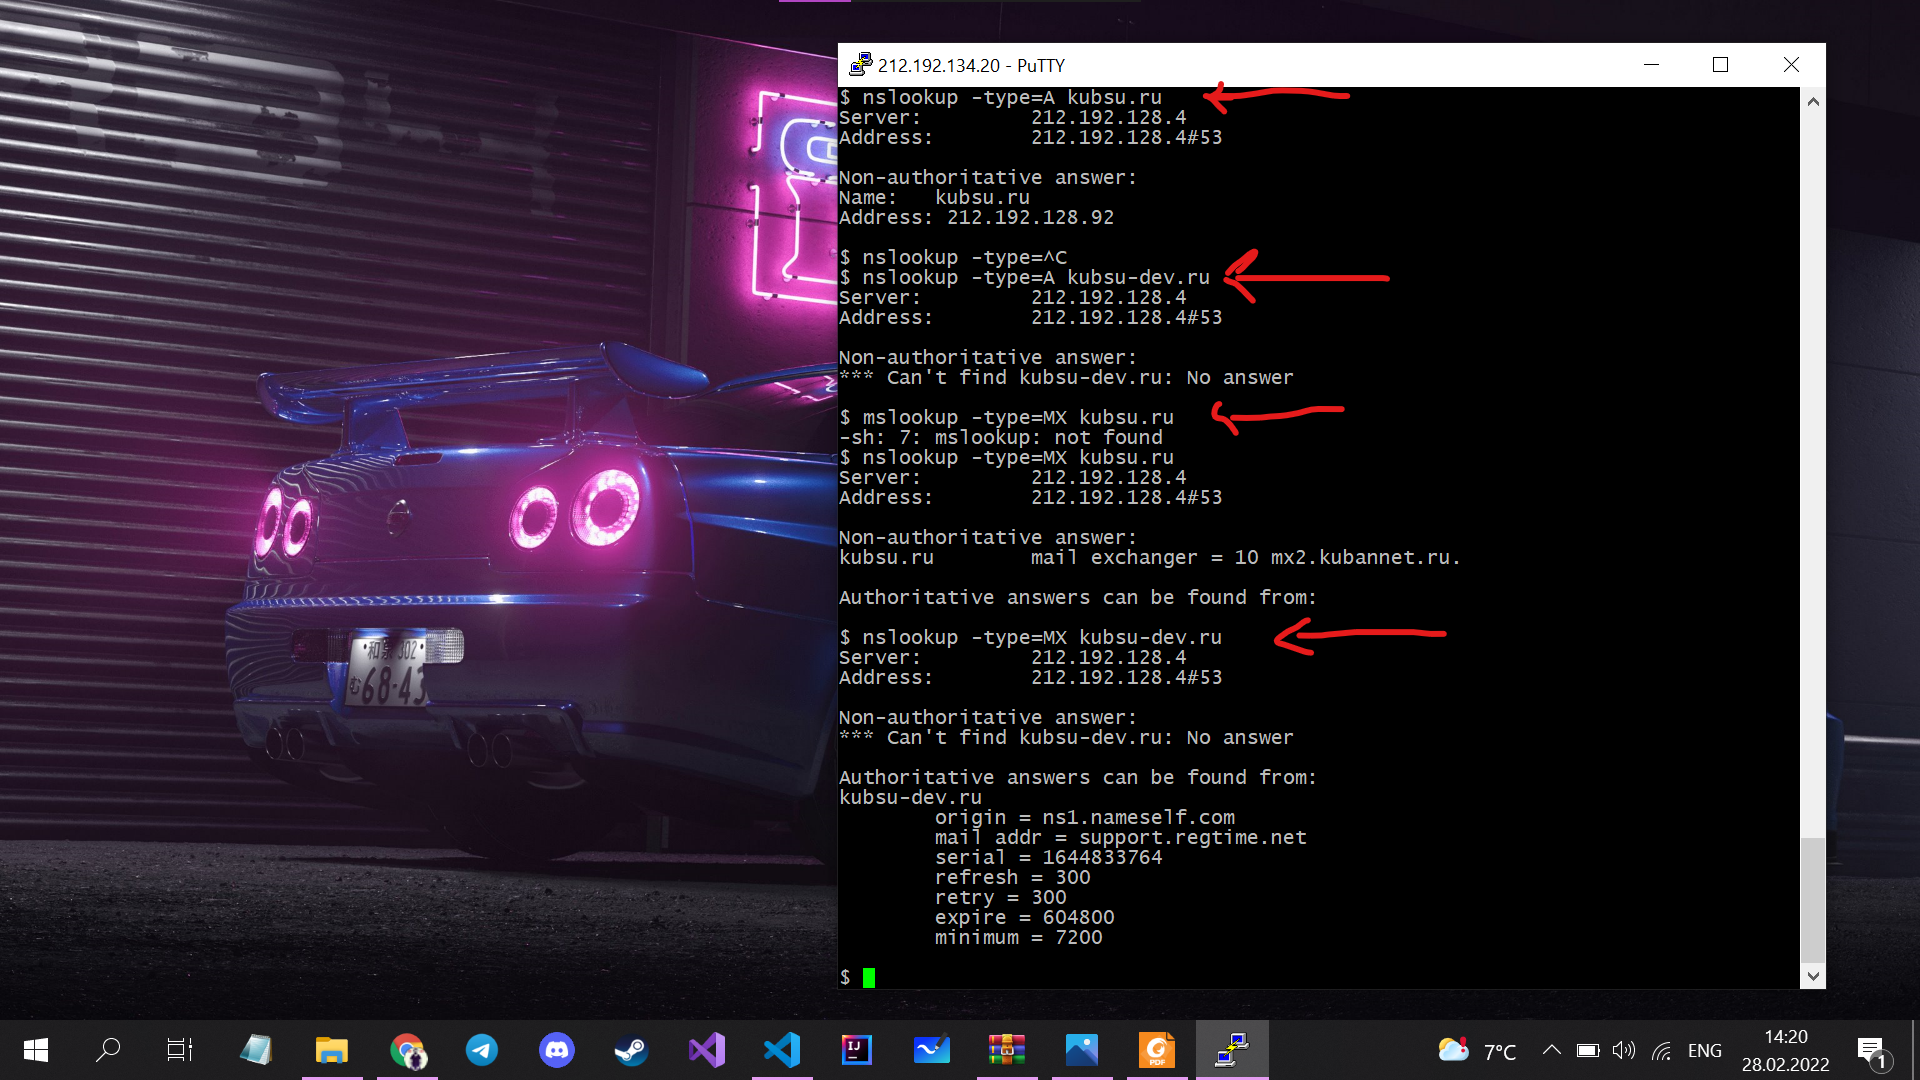 212.192.134.20 - PuTTY
$ nslookup -type=A kubsu.ru
Server: 212.192.128.4
Address: 212.192.128.4#53
Non-authoritative answer:
Name: kubsu.ru
Address: 212.192.128.92
$ nslookup -type=^C
$ nslookup -type=A kubsu-dev.ru
Server: 212.192.128.4
Address: 212.192.128.4#53
Non-authoritative answer:
*** Can't find kubsu-dev.ru: No answer
$ mslookup -type=MX kubsu.ru
-sh: 7: mslookup: not found
$ nslookup -type=MX kubsu.ru
Server: 212.192.128.4
Address: 212.192.128.4#53
Non-authoritative answer:
kubsu.ru mail exchanger = 10 mx2.kubannet.ru.
Authoritative answers can be found from:
$ nslookup -type=MX kubsu-dev.ru
Server: 212.192.128.4
Address: 212.192.128.4#53
Non-authoritative answer:
*** Can't find kubsu-dev.ru: No answer
Authoritative answers can be found from:
kubsu-dev.ru
origin = ns1.nameself.com
mail addr = support.regtime.net
serial = 1644833764
refresh = 300
retry = 300
expire = 604800
minimum = 7200
$
302
68-43
IJ
PDF
7°C
ENG
14:20
28.02.2022
1